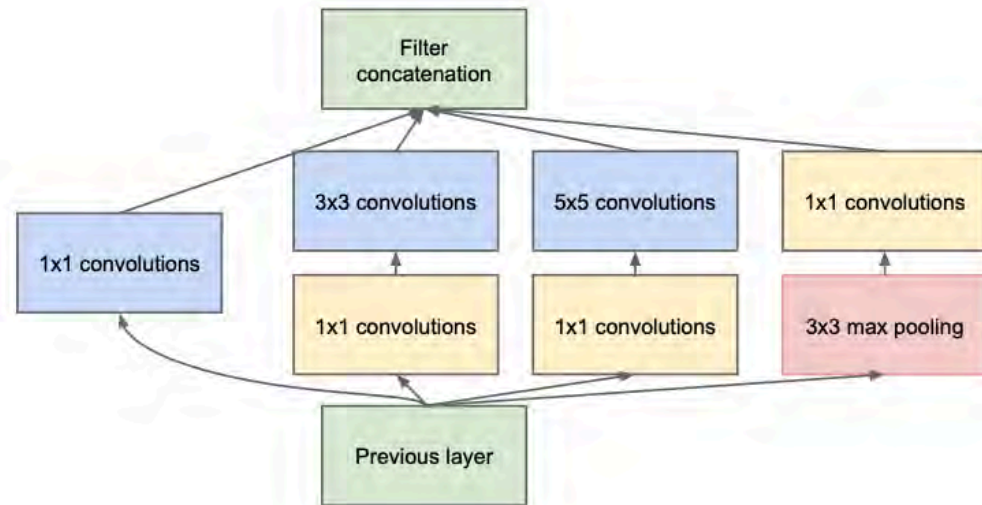 Filter
concatenation
3x3 convolutions
5x5 convolutions
1x1 convolutions
1x1 convolutions
1x1 convolutions
1x1 convolutions
3x3 max pooling
Previous layer